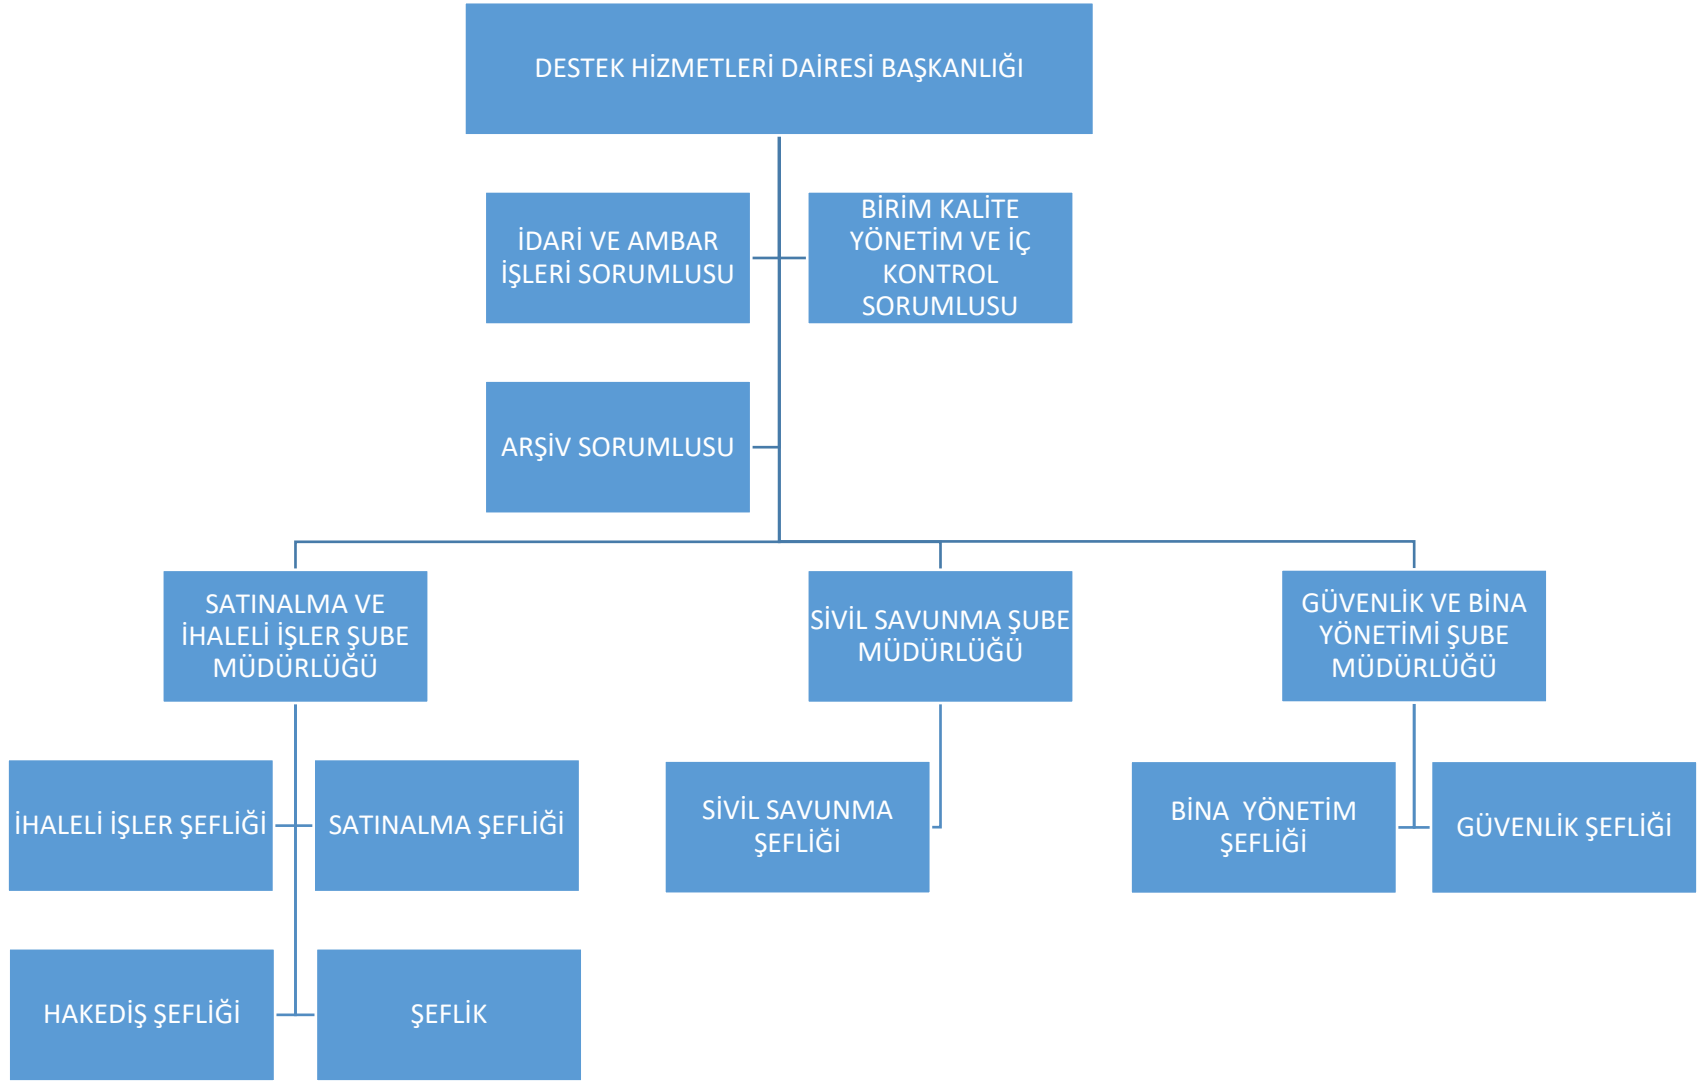 DESTEK HİZMETLERİ DAİRESİ BAŞKANLIĞI
İDARİ VE AMBAR
İŞLERİ SORUMLUSU
BİRİM KALİTE
YÖNETİM VE İÇ
KONTROL
SORUMLUSU
ARŞİV SORUMLUSU
SATINALMA VE
İHALELİ İŞLER ŞUBE
MÜDÜRLÜĞÜ
SİVİL SAVUNMA ŞUBE
MÜDÜRLÜĞÜ
GÜVENLİK VE BİNA
YÖNETİMİ ŞUBE
MÜDÜRLÜĞÜ
İHALELİ İŞLER ŞEFLİĞİ
SATINALMA ŞEFLİĞİ
SİVİL SAVUNMA
ŞEFLİĞİ
BİNA  YÖNETİM
ŞEFLİĞİ
GÜVENLİK ŞEFLİĞİ
HAKEDİŞ ŞEFLİĞİ
ŞEFLİK